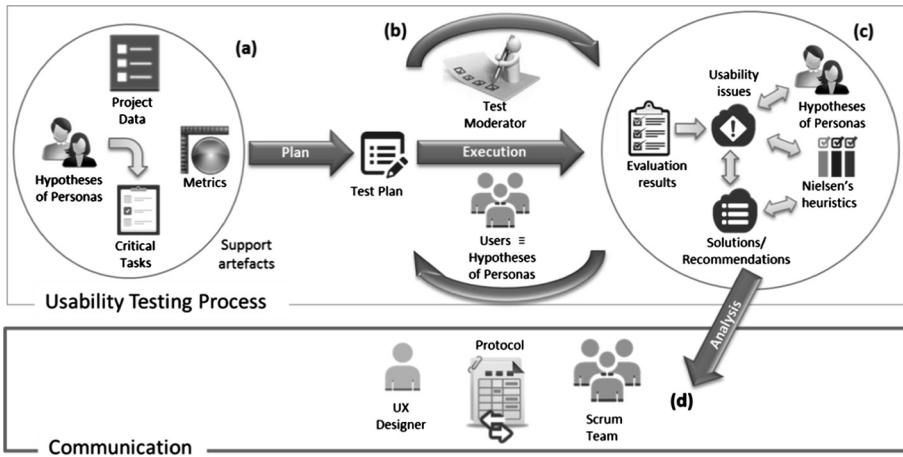 (a)
Project
Data
Hypotheses
of Personas
Metrics
Critical
Tasks
Support
artefacts
Plan
Test Plan
(b)
Test
Moderator
Execution
Users ≡
Hypotheses
of Personas
(c)
Usability
issues
Hypotheses
of Personas
Evaluation
results
Nielsen's
heuristics
Solutions/
Recommendations
Usability Testing Process
Analysis
(d)
UX
Designer
Protocol
Scrum
Team
Communication